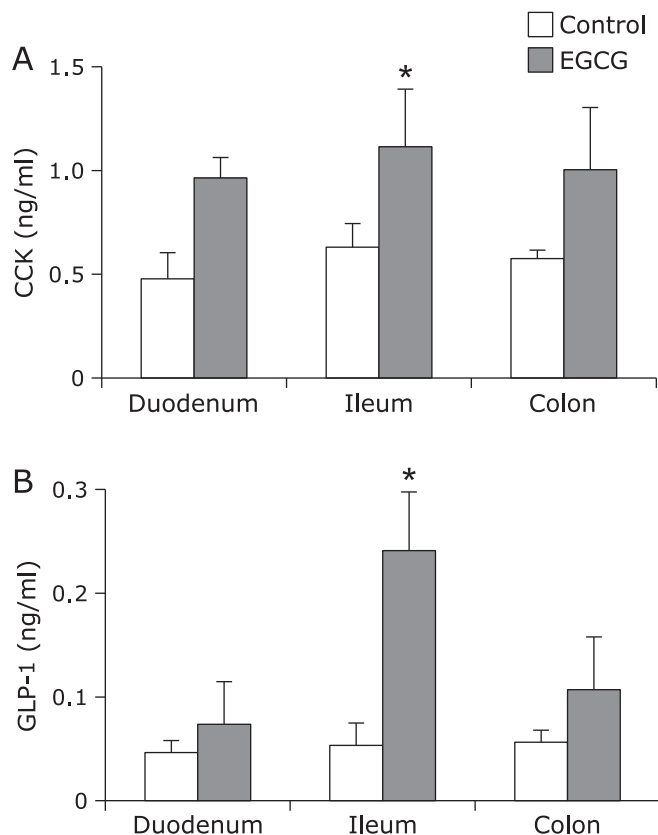 Control
EGCG
A
*
1.5
1.0
0.5
0
CCK (ng/ml)
Duodenum Ileum Colon
B
*
0.3
0.2
0.1
0
GLP-1 (ng/ml)
Duodenum Ileum Colon